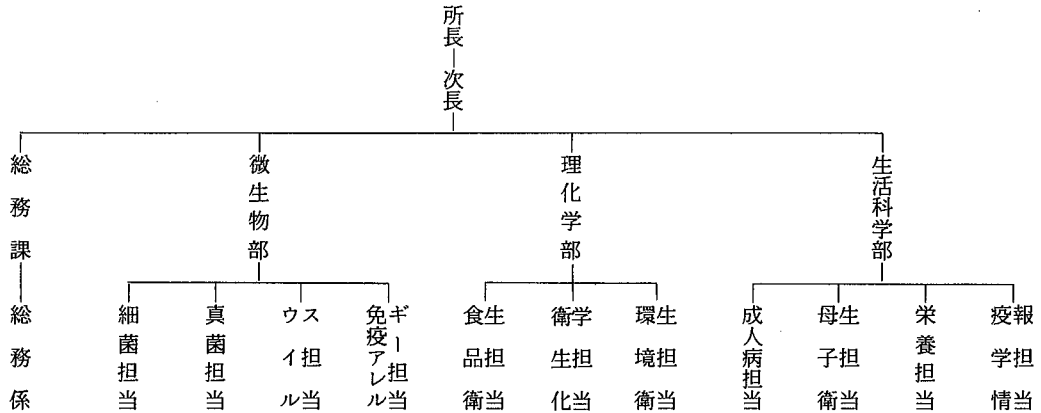 所長
次長
総務課
微生物部
理化学部
生活科学部
総務係
細菌担当
真菌担当
ウイル
ス担当
免疫アレル
ギー担当
食品衛
生担当
衛生化
学担当
環境衛
生担当
成人病担当
母子衛
生担当
栄養担当
疫学情
報担当